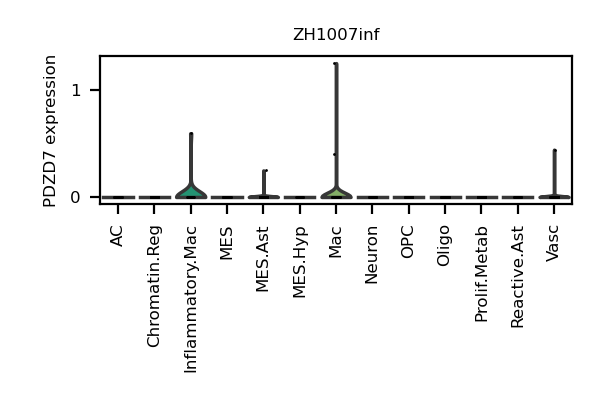 ZH1007inf
PDZD7 expression
1
0
AC
Chromatin.Reg
Inflammatory.Mac
MES
MES.Ast
MES.Hyp
Mac
Neuron
OPC
Oligo
Prolif.Metab
Reactive.Ast
Vasc